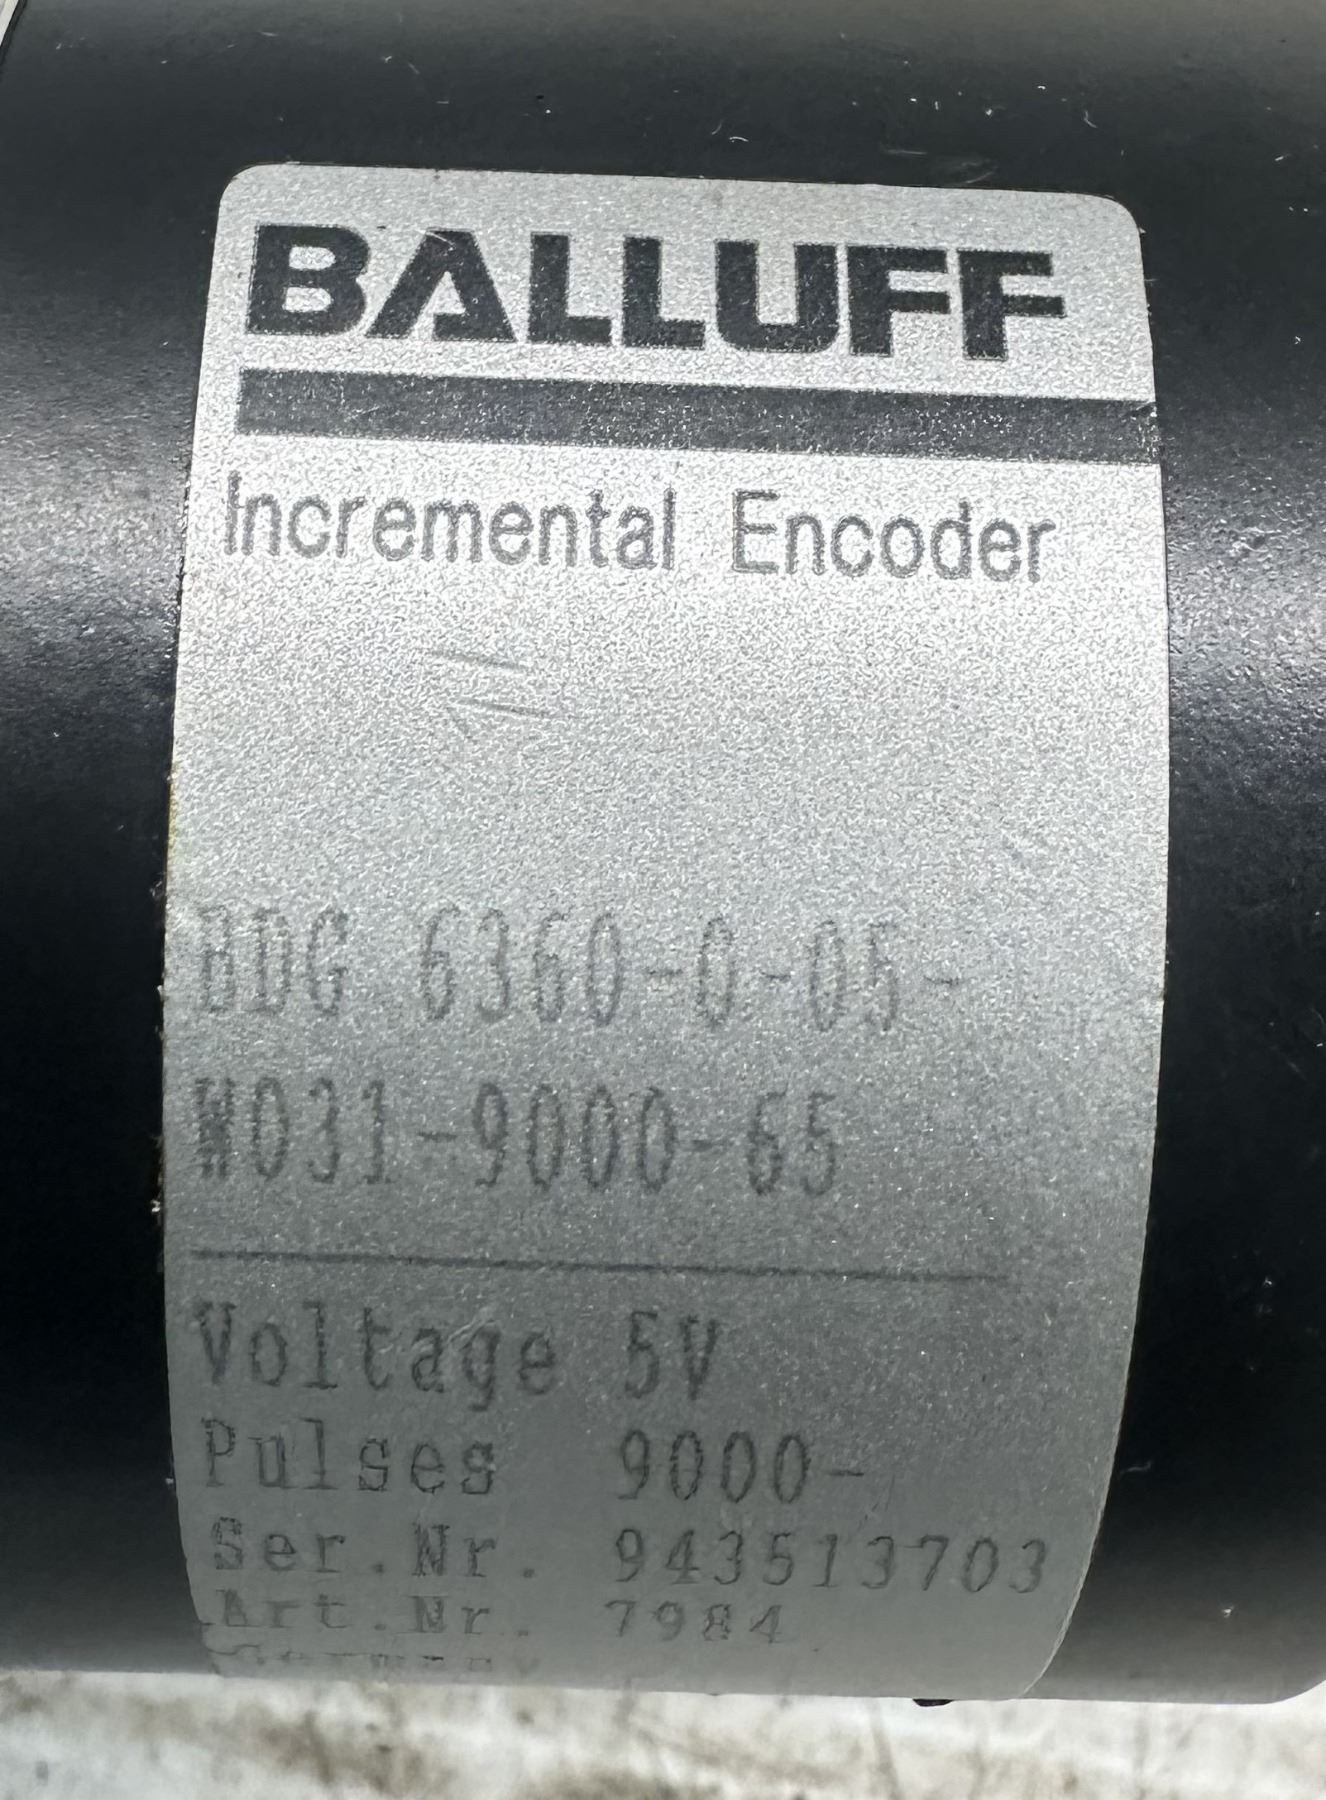 BALLUFF
Incremental Encoder
BDG 6360-0-05-
W031-9000-65
Voltage 5V
Pulses 9000-
Ser.Nr. 943513703
Art.Nr. 7984
Germany